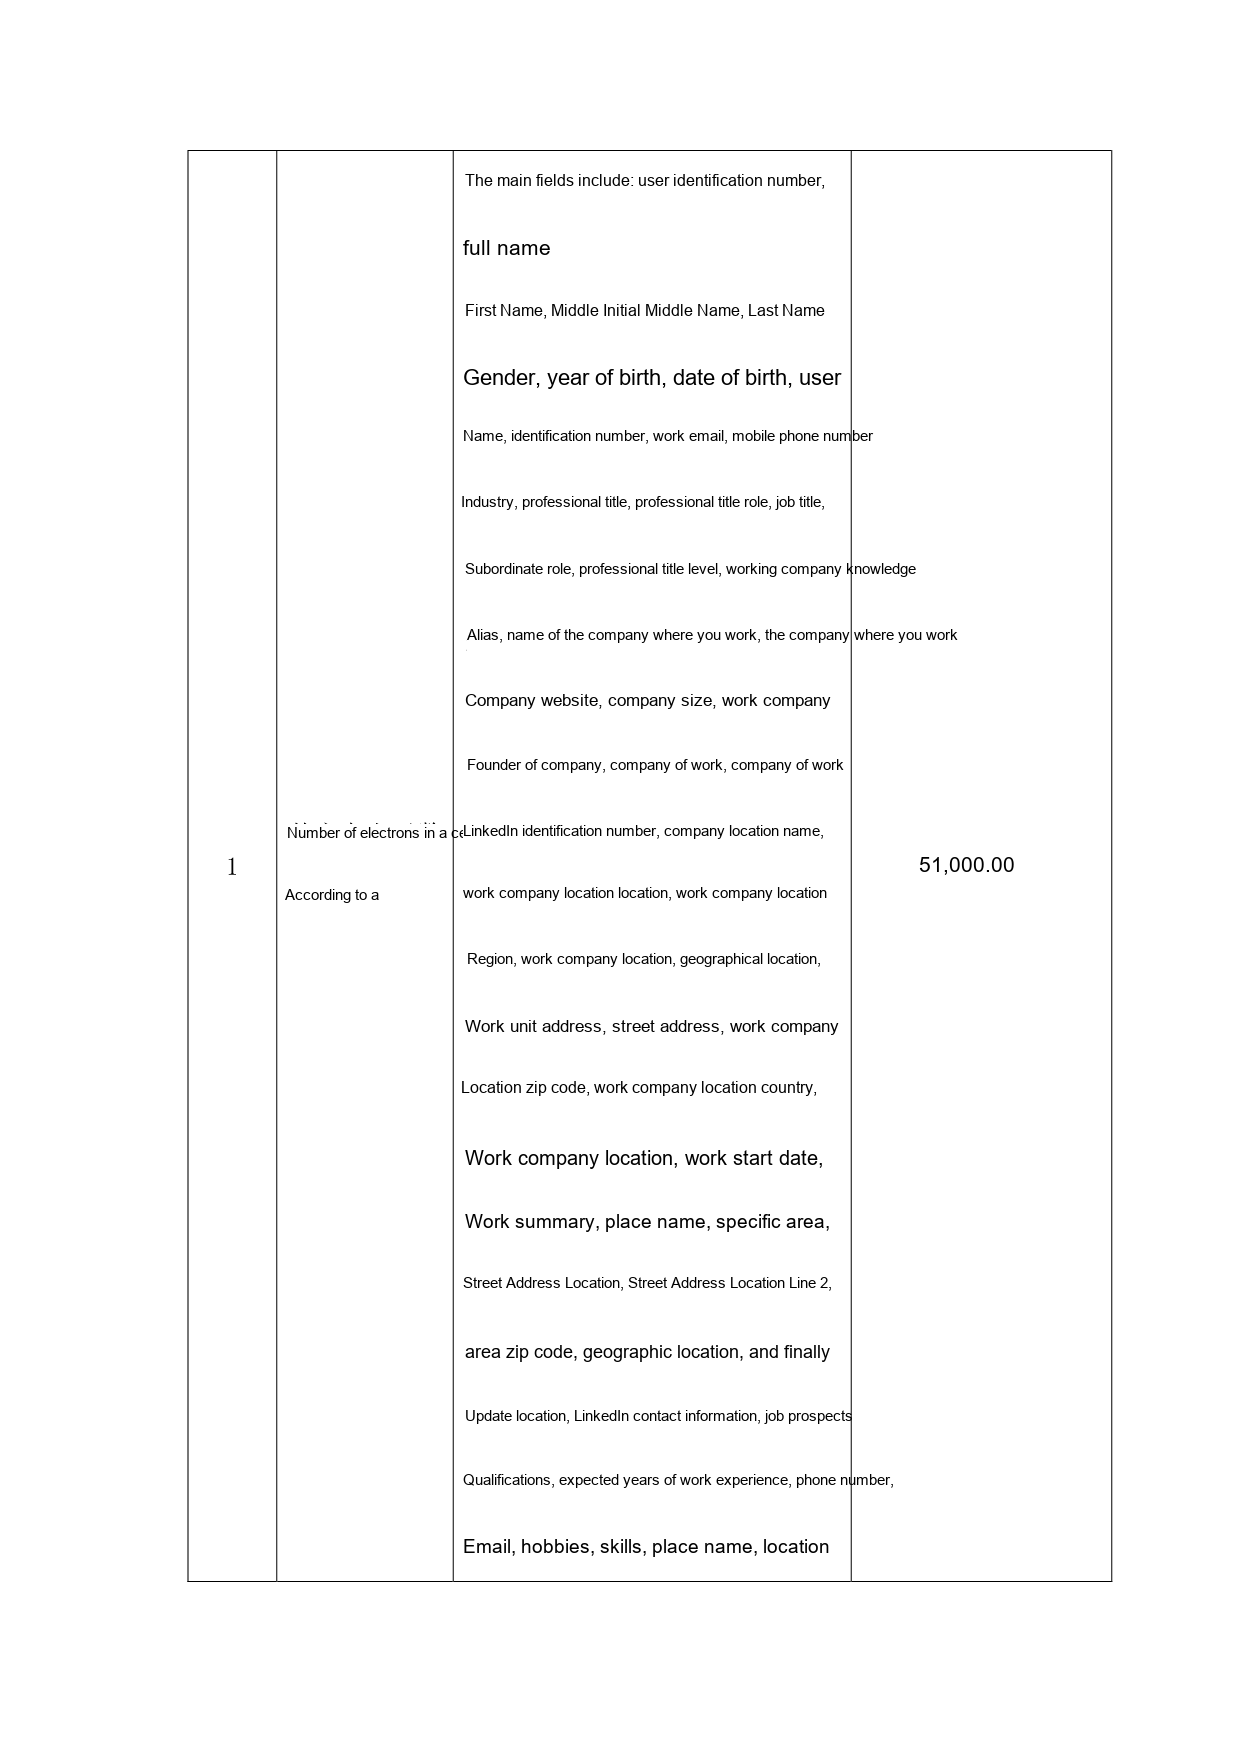 The main fields include: user identification number,
full name
First Name, Middle Initial Middle Name, Last Name
Gender, year of birth, date of birth, user
Name, identification number, work email, mobile phone number
Industry, professional title, professional title role, job title,
Subordinate role, professional title level, working company knowledge
Alias, name of the company where you work, the company where you work
Company website, company size, work company
Founder of company, company of work, company of work
Number of electrons in a
LinkedIn identification number, company location name,
1
51,000.00
According to a
work company location location, work company location
Region, work company location, geographical location,
Work unit address, street address, work company
Location zip code, work company location country,
Work company location, work start date,
Work summary, place name, specific area,
Street Address Location, Street Address Location Line 2,
area zip code, geographic location, and finally
Update location, LinkedIn contact information, job prospects
Qualifications, expected years of work experience, phone number,
Email, hobbies, skills, place name, location